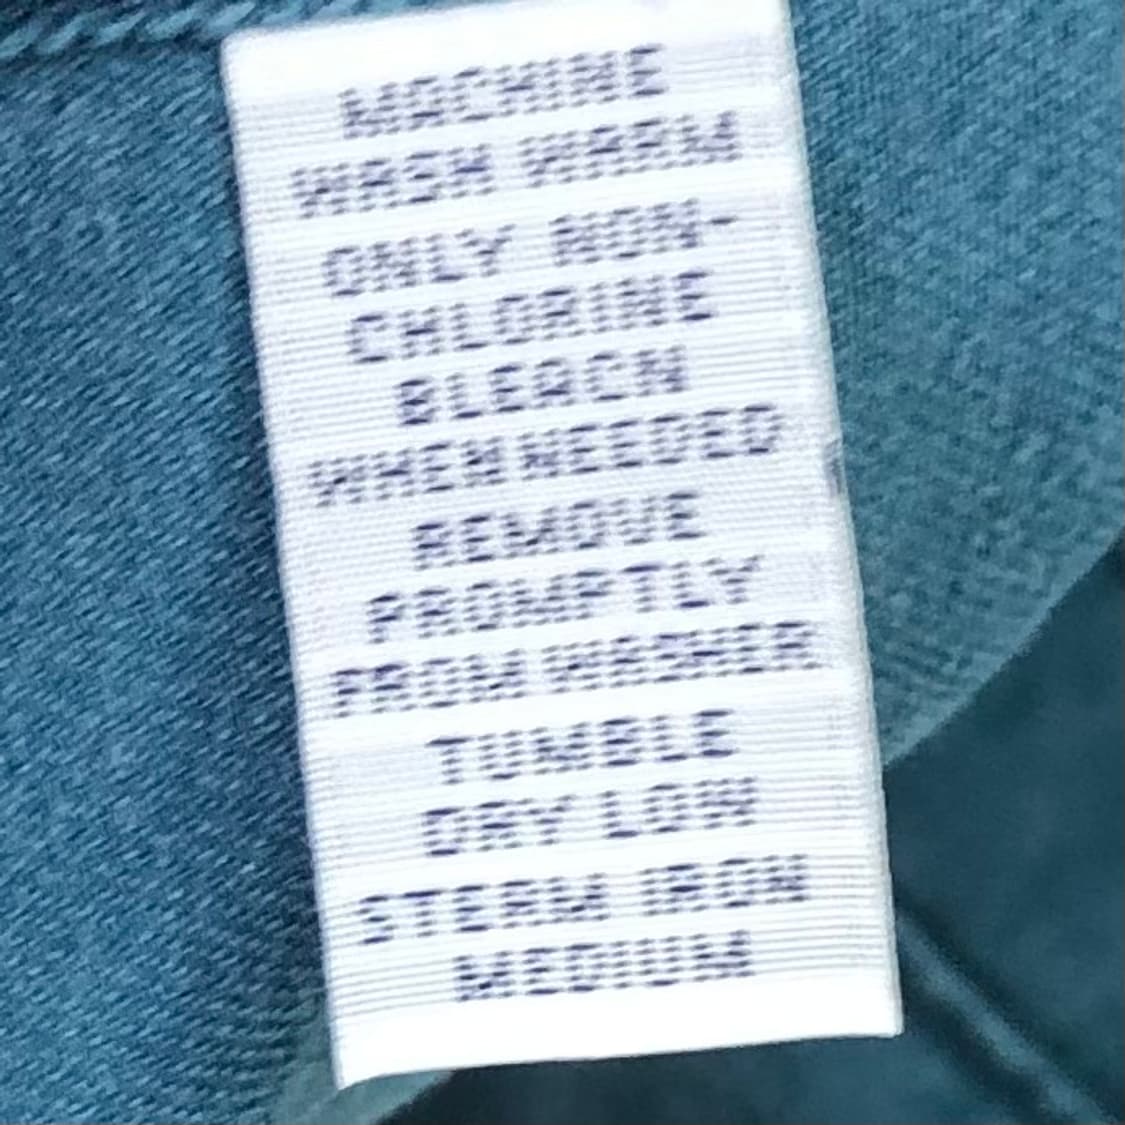 MACHINE
WASH WARM
ONLY NON-
CHLORINE
BLEACH
WHEN NEEDED
REMOVE
PROMPTLY
FROM WASHER
TUMBLE
DRY LOW
STEAM IRON
MEDIUM